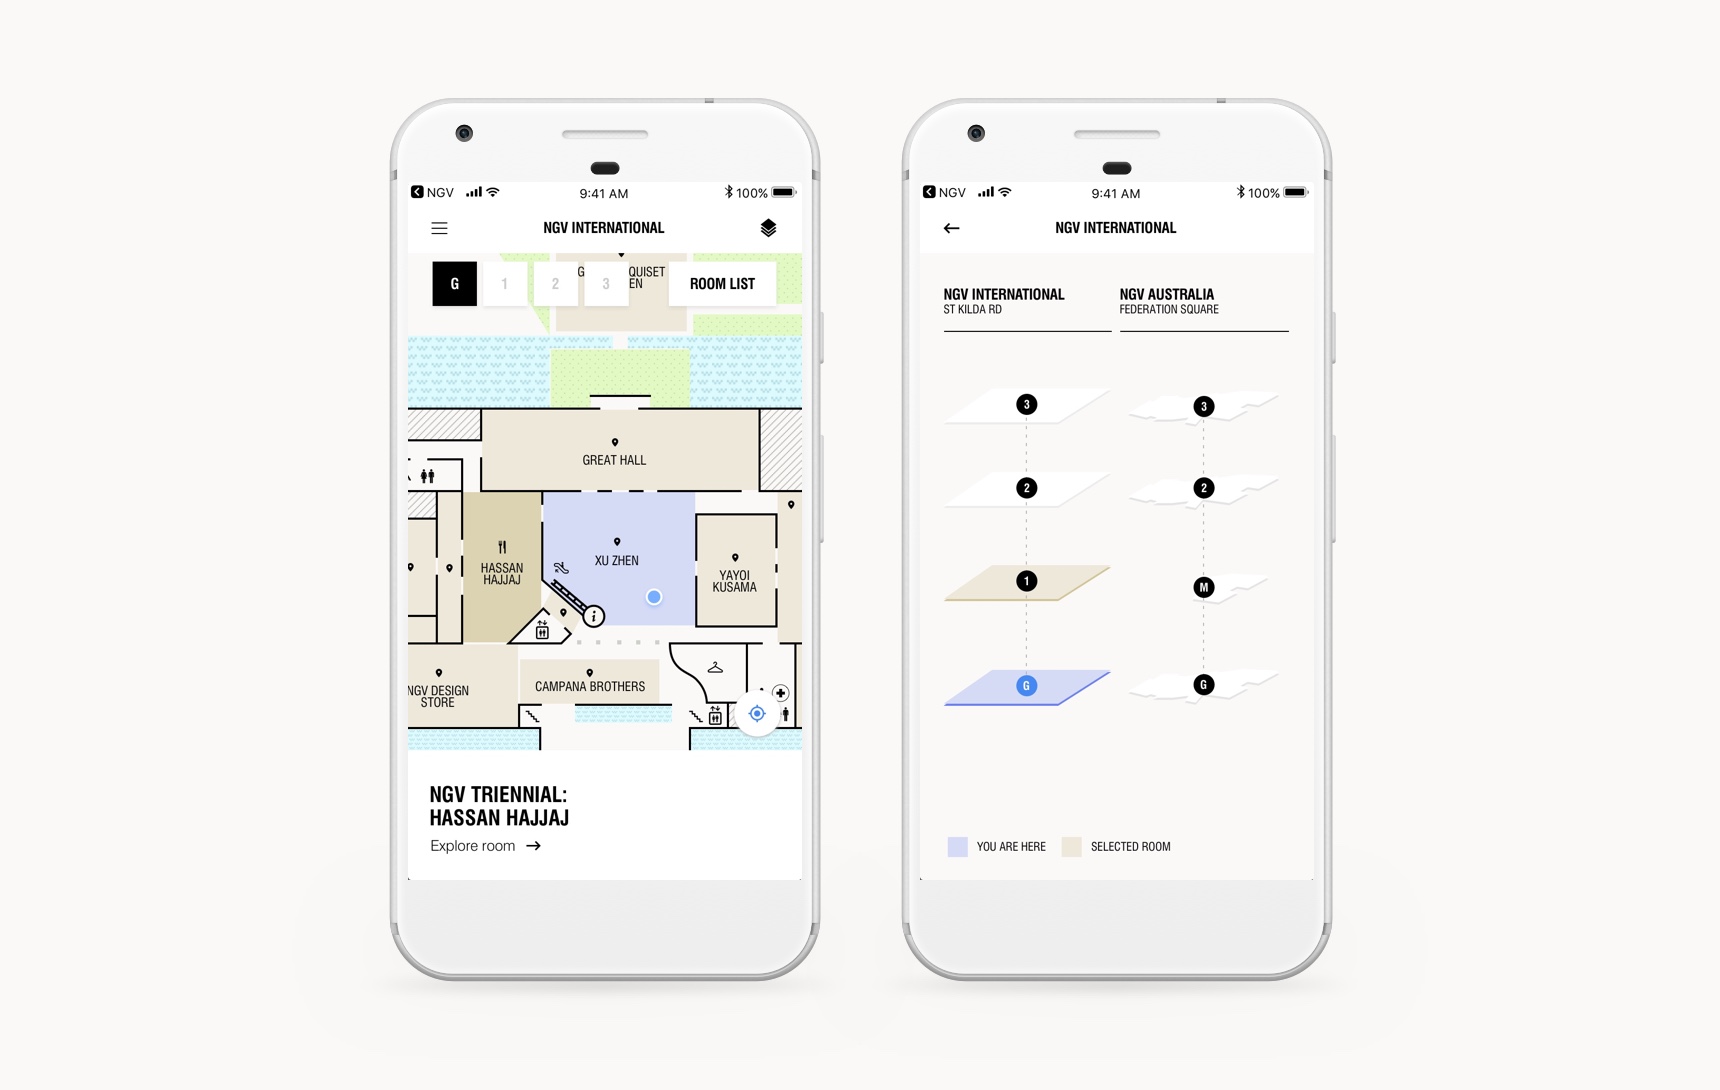 NGV
9:41 AM
100%
NGV INTERNATIONAL
G
1
2
3
ROOM LIST
G
QUISET
EN
GREAT HALL
HASSAN
HAJJAJ
XU ZHEN
YAYOI
KUSAMA
i
NGV DESIGN
STORE
CAMPANA BROTHERS
NGV TRIENNIAL:
HASSAN HAJJAJ
Explore room →
NGV
9:41 AM
100%
NGV INTERNATIONAL
NGV INTERNATIONAL
ST KILDA RD
NGV AUSTRALIA
FEDERATION SQUARE
3
3
2
2
1
M
G
G
YOU ARE HERE
SELECTED ROOM